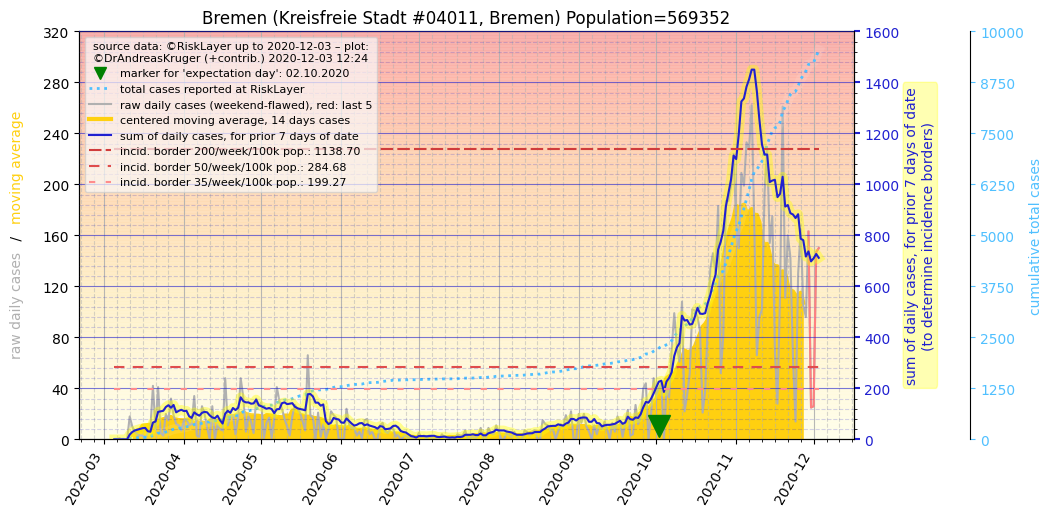 Bremen (Kreisfreie Stadt #04011, Bremen) Population=569352
source data: ©RiskLayer up to 2020-12-03 – plot:
©DrAndreasKruger (+contrib.) 2020-12-03 12:24
marker for 'expectation day': 02.10.2020
total cases reported at RiskLayer
raw daily cases (weekend-flawed), red: last 5
centered moving average, 14 days cases
sum of daily cases, for prior 7 days of date
incid. border 200/week/100k pop.: 1138.70
incid. border 50/week/100k pop.: 284.68
incid. border 35/week/100k pop.: 199.27
raw daily cases / moving average
320
280
240
200
160
120
80
40
0
2020-03
2020-04
2020-05
2020-06
2020-07
2020-08
2020-09
2020-10
2020-11
2020-12
1600
1400
1200
1000
800
600
400
200
0
sum of daily cases, for prior 7 days of date
(to determine incidence borders)
10000
8750
7500
6250
5000
3750
2500
1250
0
cumulative total cases